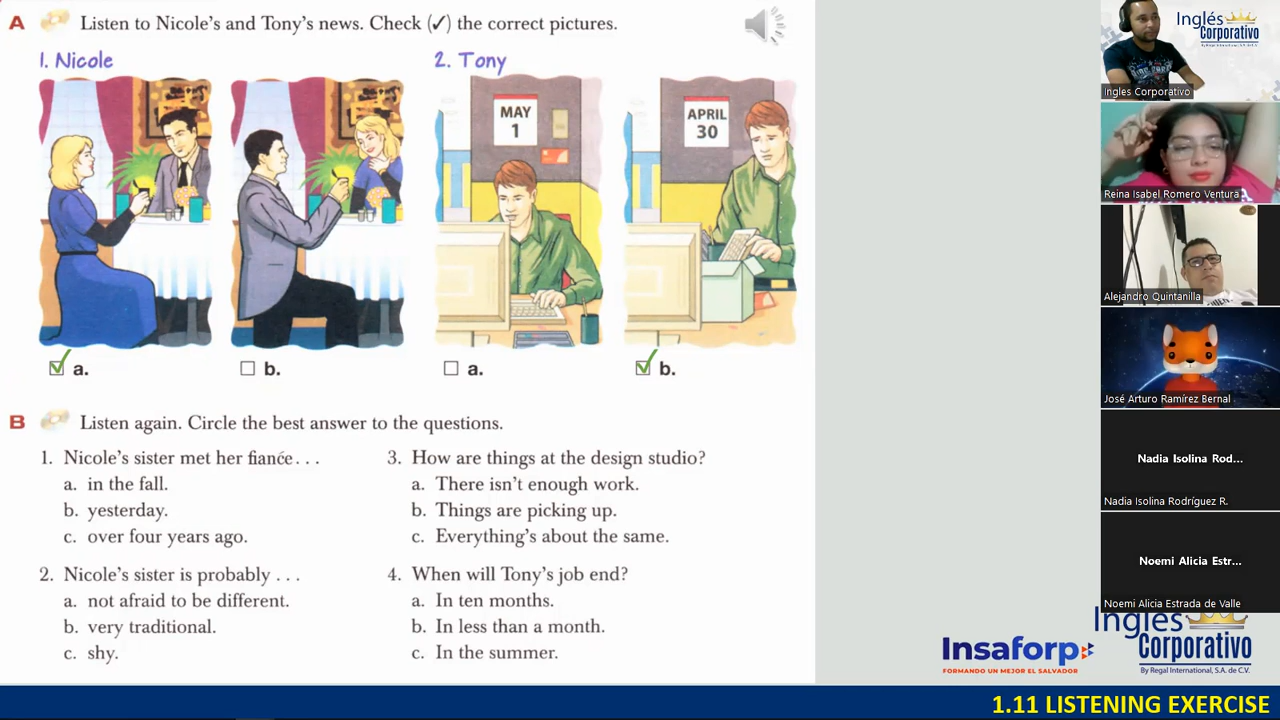 A Listen to Nicole's and Tony's news. Check (✓) the correct pictures.
1. Nicole
2. Tony
MAY
1
APRIL
30
a.
b.
a.
b.
B Listen again. Circle the best answer to the questions.
1. Nicole's sister met her fiancée . . .
a. in the fall.
b. yesterday.
c. over four years ago.
2. Nicole's sister is probably . . .
a. not afraid to be different.
b. very traditional.
c. shy.
3. How are things at the design studio?
a. There isn't enough work.
b. Things are picking up.
c. Everything's about the same.
4. When will Tony's job end?
a. In ten months.
b. In less than a month.
c. In the summer.
Inglés
Corporativo
By Regal International, S.A. de C.V.
Ingles Corporativo
Reina Isabel Romero Ventura
Alejandro Quintanilla
José Arturo Ramírez Bernal
Nadia Isolina Rod...
Nadia Isolina Rodríguez R.
Noemi Alicia Estr...
Noemi Alicia Estrada de Valle
Insaforp
FORMANDO UN MEJOR EL SALVADOR
Inglés
Corporativo
By Regal International, S.A. de C.V.
1.11 LISTENING EXERCISE